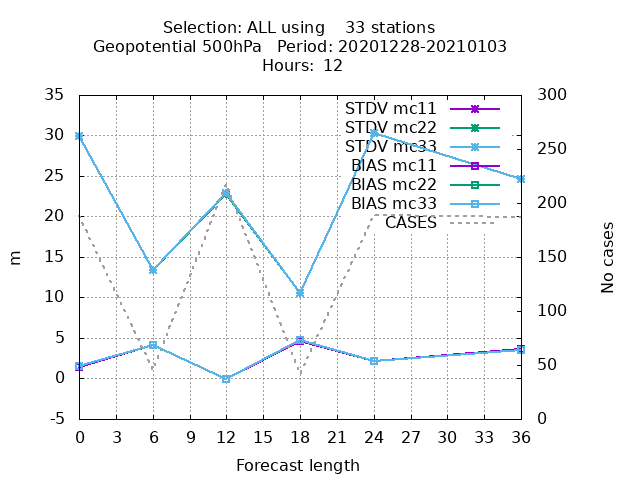 Selection: ALL using    33 stations
Geopotential 500hPa   Period: 20201228-20210103
Hours:  12
35
30
25
20
15
10
5
0
-5
300
250
200
150
100
50
0
STDV mc11
STDV mc22
STDV mc33
BIAS mc11
BIAS mc22
BIAS mc33
CASES
m
No cases
0 3 6 9 12 15 18 21 24 27 30 33 36
Forecast length